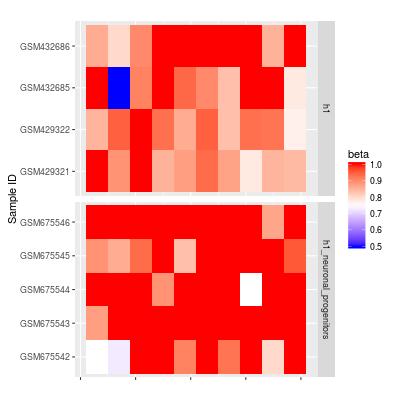 Sample ID
GSM432686
GSM432685
GSM429322
GSM429321
h1
GSM675546
GSM675545
GSM675544
GSM675543
GSM675542
h1_neuronal_progenitors
beta
1.0
0.9
0.8
0.7
0.6
0.5